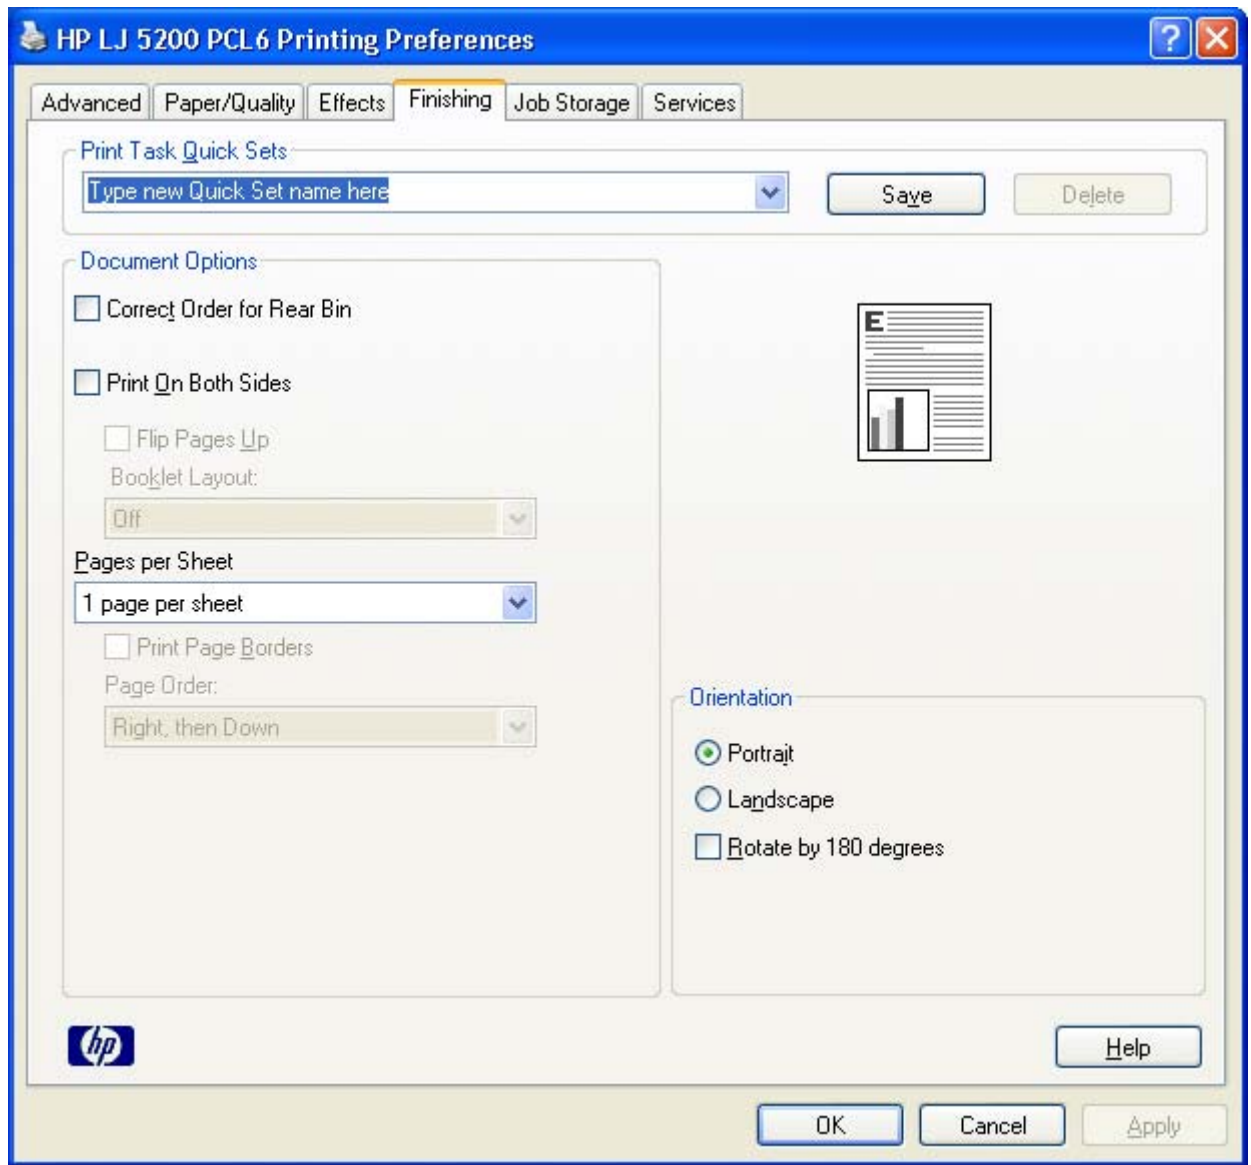 HP LJ 5200 PCL6 Printing Preferences
?
Advanced Paper/Quality Effects Finishing Job Storage Services
Print Task Quick Sets
Type new Quick Set name here Save Delete
Document Options
Correct Order for Rear Bin
E
Print On Both Sides
Flip Pages Up
Booklet Layout:
Off
Pages per Sheet
1 page per sheet
Print Page Borders
Page Order:
Right, then Down
Orientation
Portrait
Landscape
Rotate by 180 degrees
hp
Help
OK Cancel Apply